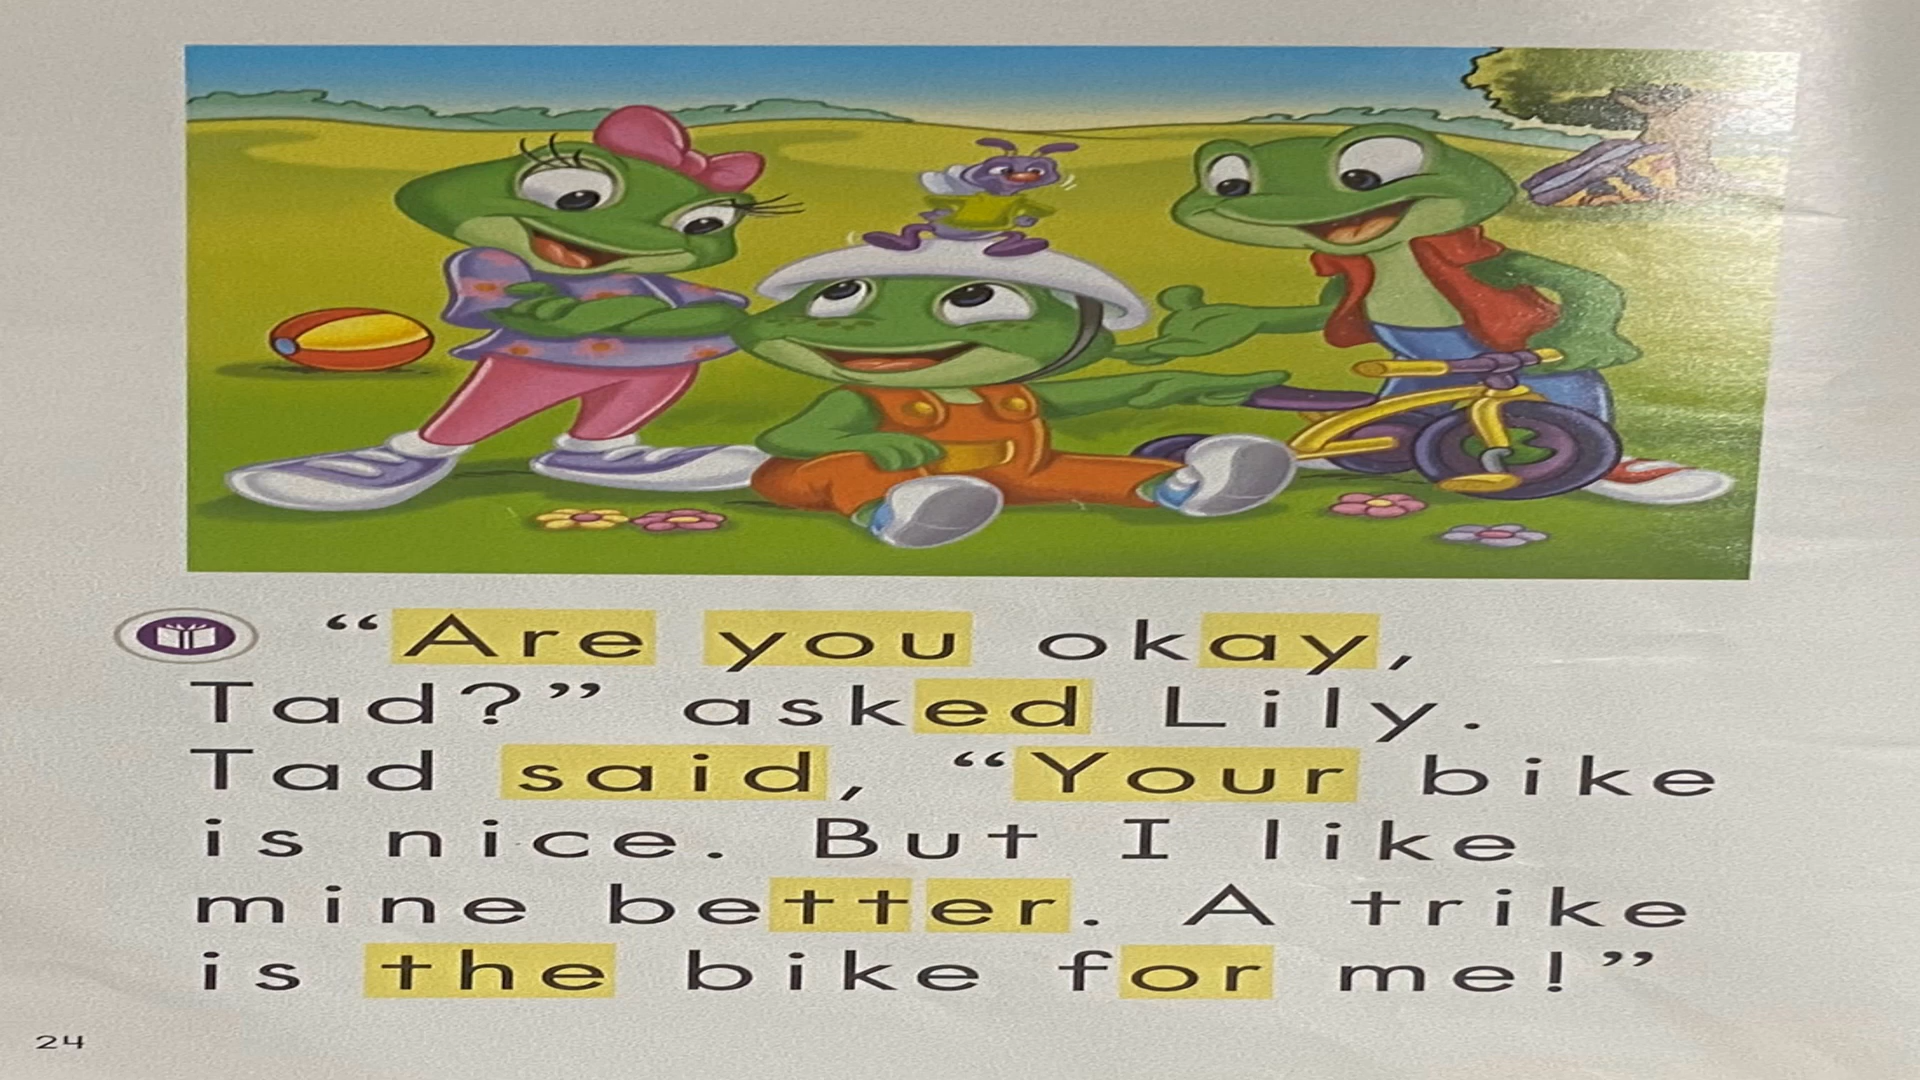 “Are you okay,
Tad?” asked Lily.
Tad said, “Your bike
is nice. But I like
mine better. A trike
is the bike for me!”
24